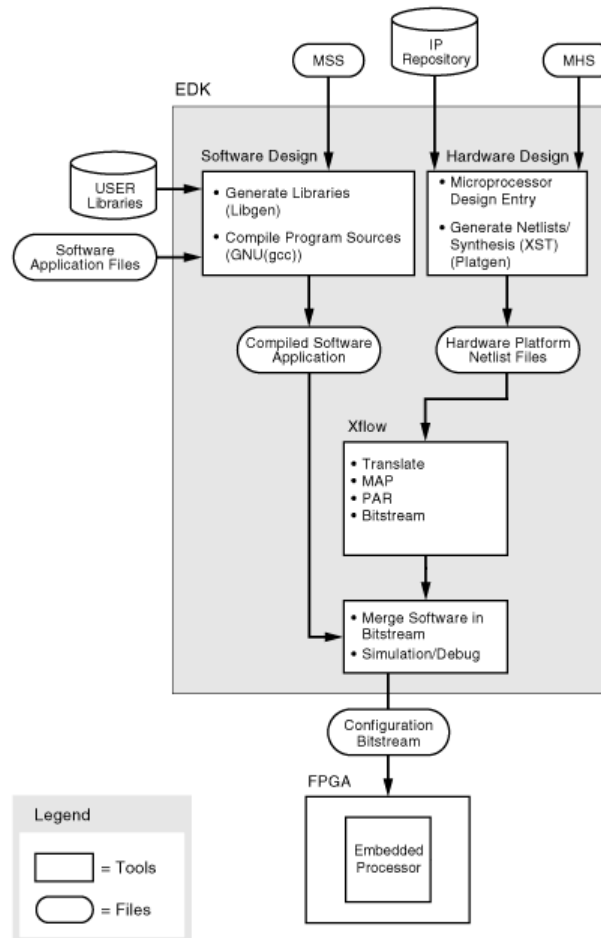 IP
Repository
MSS
MHS
EDK
Software Design
Hardware Design
USER
Libraries
• Generate Libraries
(Libgen)
• Compile Program Sources
(GNU(gcc))
• Microprocessor
Design Entry
• Generate Netlists/
Synthesis (XST)
(Platgen)
Software
Application Files
Compiled Software
Application
Hardware Platform
Netlist Files
Xflow
• Translate
• MAP
• PAR
• Bitstream
• Merge Software in
Bitstream
• Simulation/Debug
Configuration
Bitstream
FPGA
Embedded
Processor
Legend
= Tools
= Files